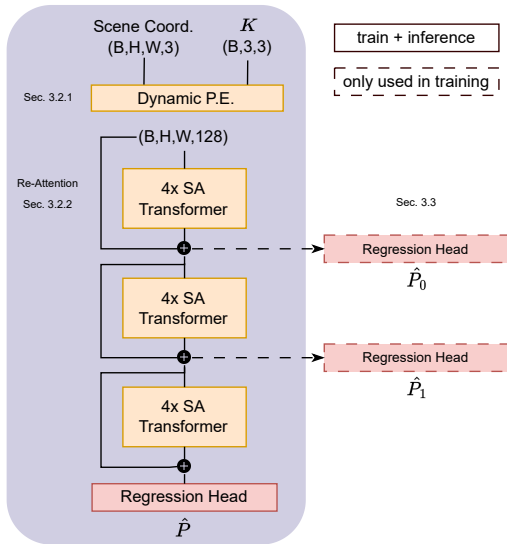 Scene Coord.
(B,H,W,3)
K
(B,3,3)
train + inference
only used in training
Sec. 3.2.1
Dynamic P.E.
(B,H,W,128)
Re-Attention
Sec. 3.2.2
4x SA
Transformer
Sec. 3.3
+
Regression Head
P̂₀
4x SA
Transformer
+
Regression Head
P̂₁
4x SA
Transformer
+
Regression Head
P̂